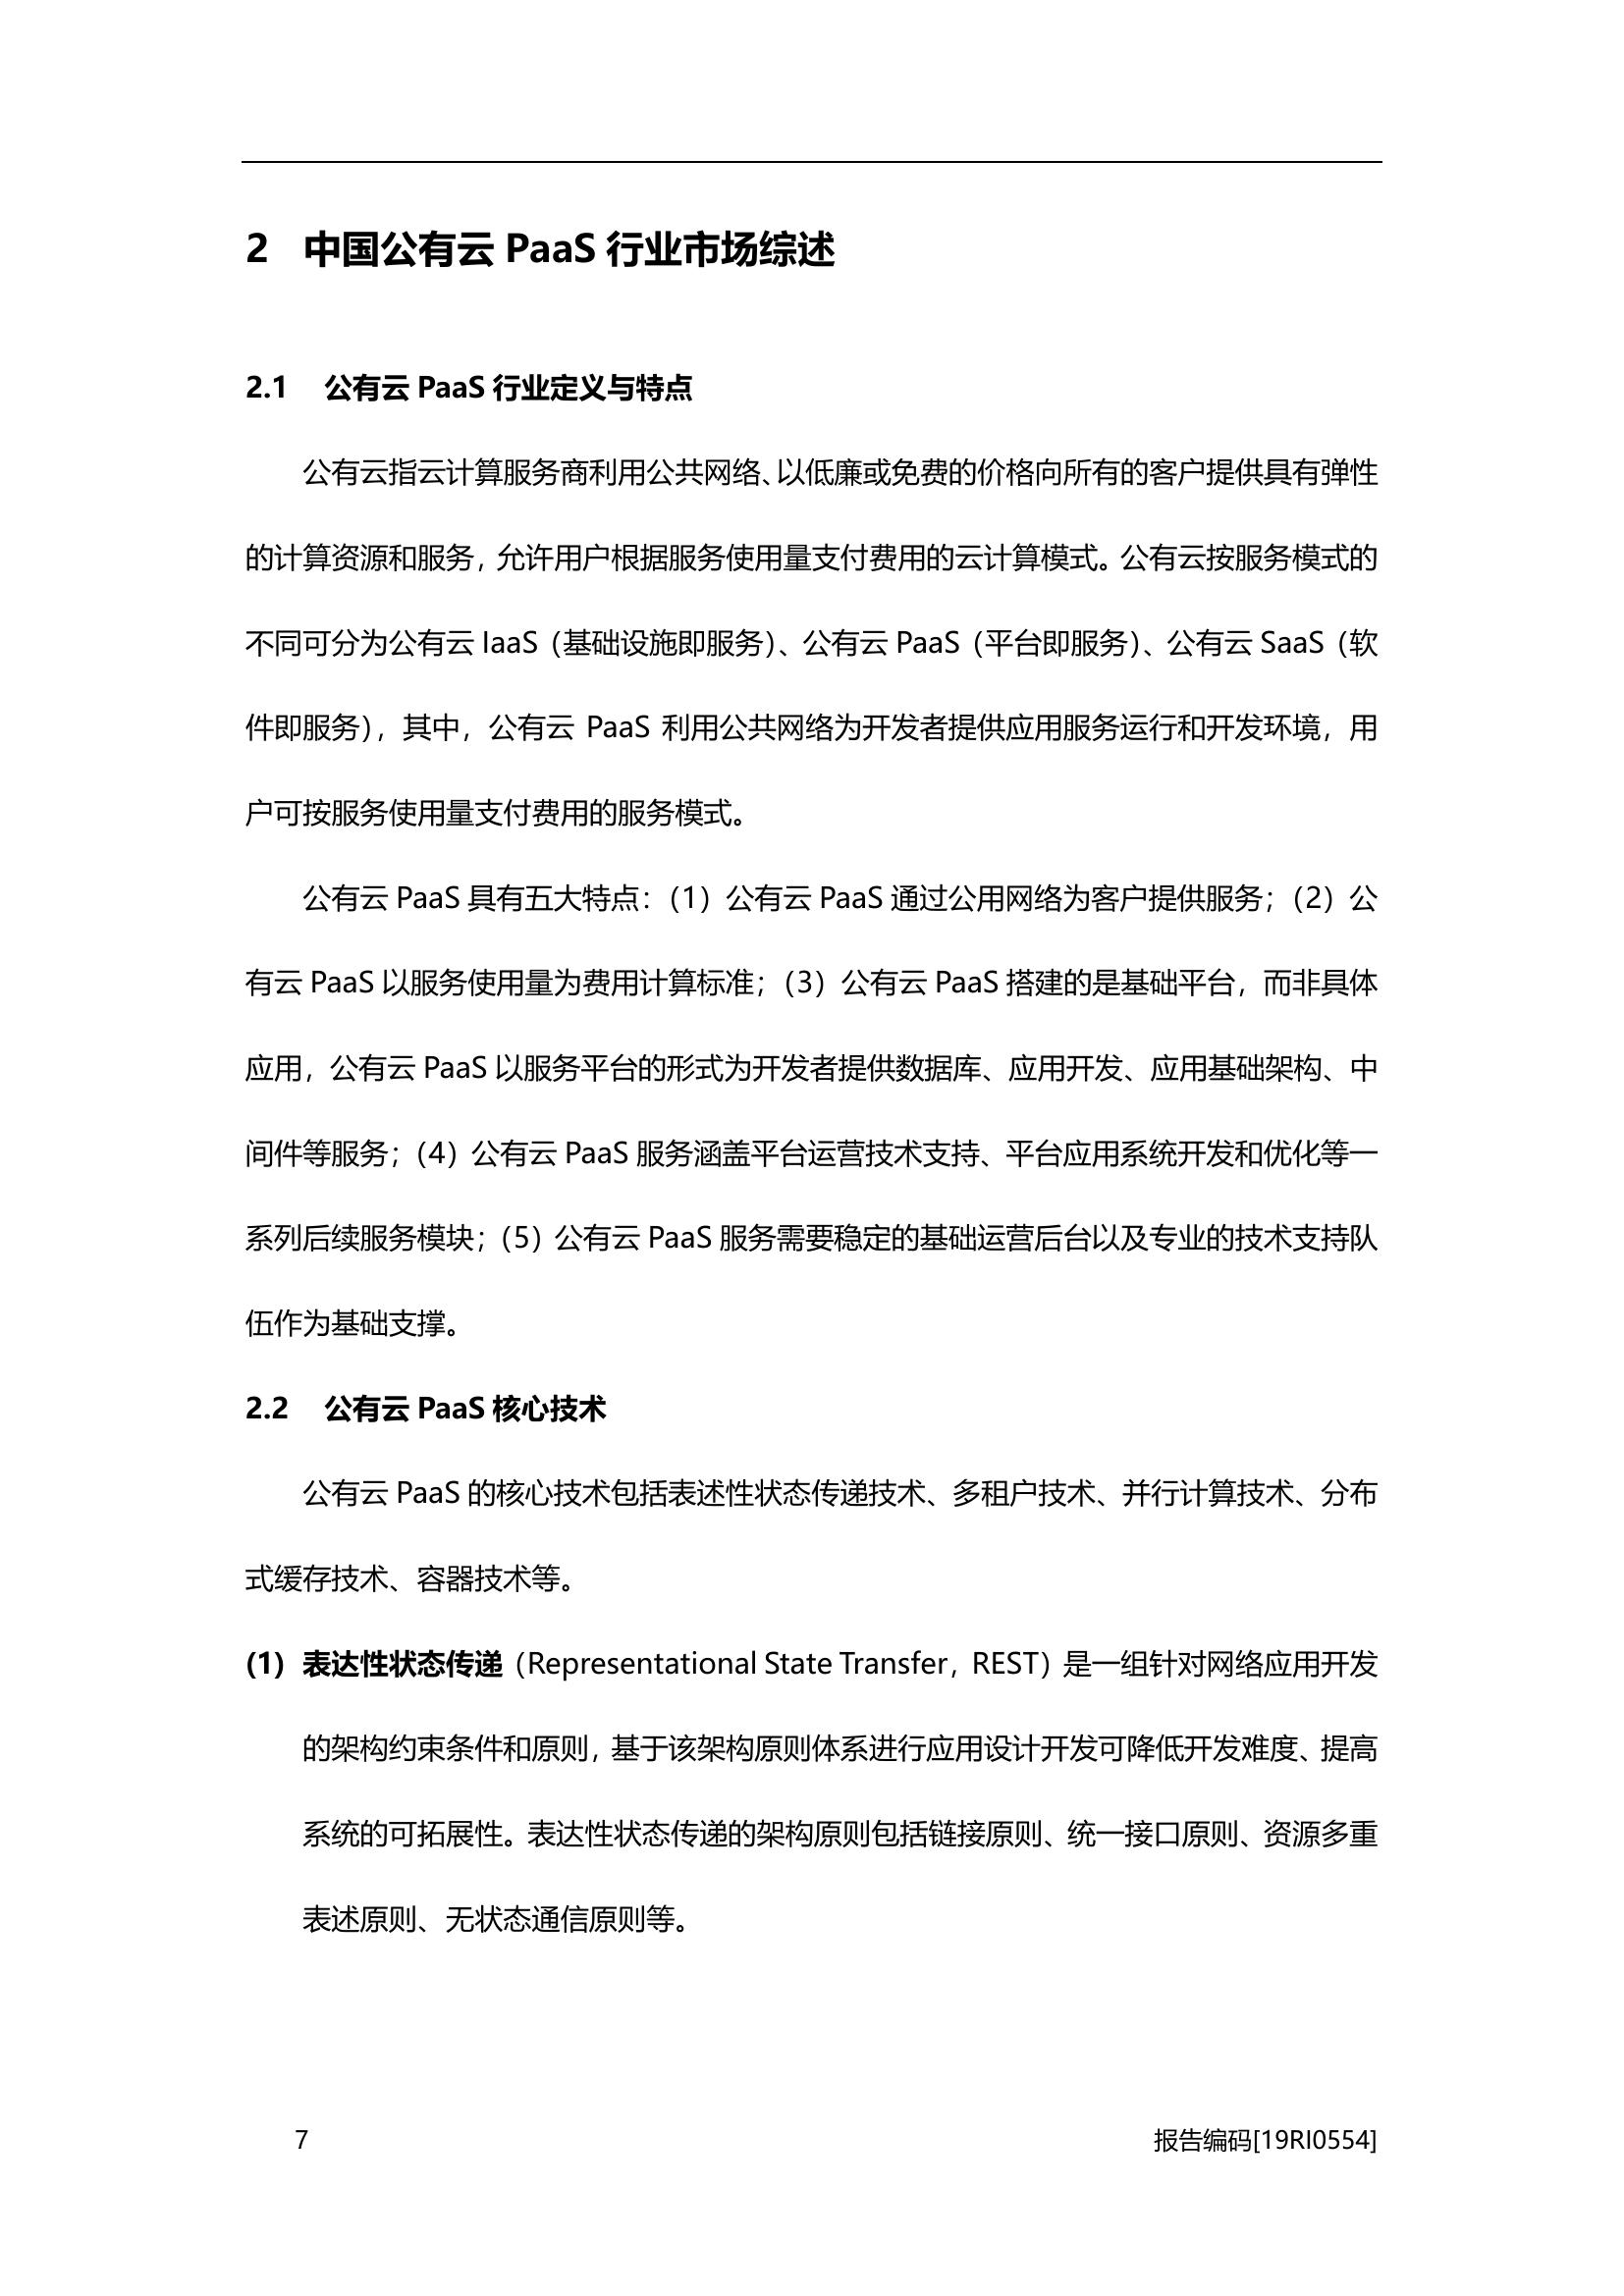 2 中国公有云 PaaS 行业市场综述
2.1 公有云 PaaS 行业定义与特点
公有云指云计算服务商利用公共网络、以低廉或免费的价格向所有的客户提供具有弹性
的计算资源和服务，允许用户根据服务使用量支付费用的云计算模式。公有云按服务模式的
不同可分为公有云 IaaS（基础设施即服务）、公有云 PaaS（平台即服务）、公有云 SaaS（软
件即服务），其中，公有云 PaaS 利用公共网络为开发者提供应用服务运行和开发环境，用
户可按服务使用量支付费用的服务模式。
公有云 PaaS 具有五大特点：（1）公有云 PaaS 通过公用网络为客户提供服务；（2）公
有云 PaaS 以服务使用量为费用计算标准；（3）公有云 PaaS 搭建的是基础平台，而非具体
应用，公有云 PaaS 以服务平台的形式为开发者提供数据库、应用开发、应用基础架构、中
间件等服务；（4）公有云 PaaS 服务涵盖平台运营技术支持、平台应用系统开发和优化等一
系列后续服务模块；（5）公有云 PaaS 服务需要稳定的基础运营后台以及专业的技术支持队
伍作为基础支撑。
2.2 公有云 PaaS 核心技术
公有云 PaaS 的核心技术包括表述性状态传递技术、多租户技术、并行计算技术、分布
式缓存技术、容器技术等。
(1) 表达性状态传递（Representational State Transfer，REST）是一组针对网络应用开发
的架构约束条件和原则，基于该架构原则体系进行应用设计开发可降低开发难度、提高
系统的可拓展性。表达性状态传递的架构原则包括链接原则、统一接口原则、资源多重
表述原则、无状态通信原则等。
7 报告编码[19RI0554]